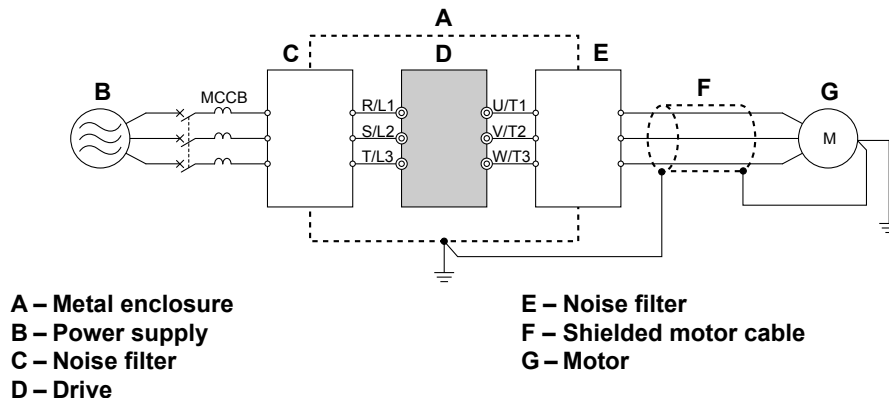 A
C
D
E
B
MCCB
F
G
R/L1
U/T1
S/L2
V/T2
M
T/L3
W/T3
A – Metal enclosure
B – Power supply
C – Noise filter
D – Drive
E – Noise filter
F – Shielded motor cable
G – Motor